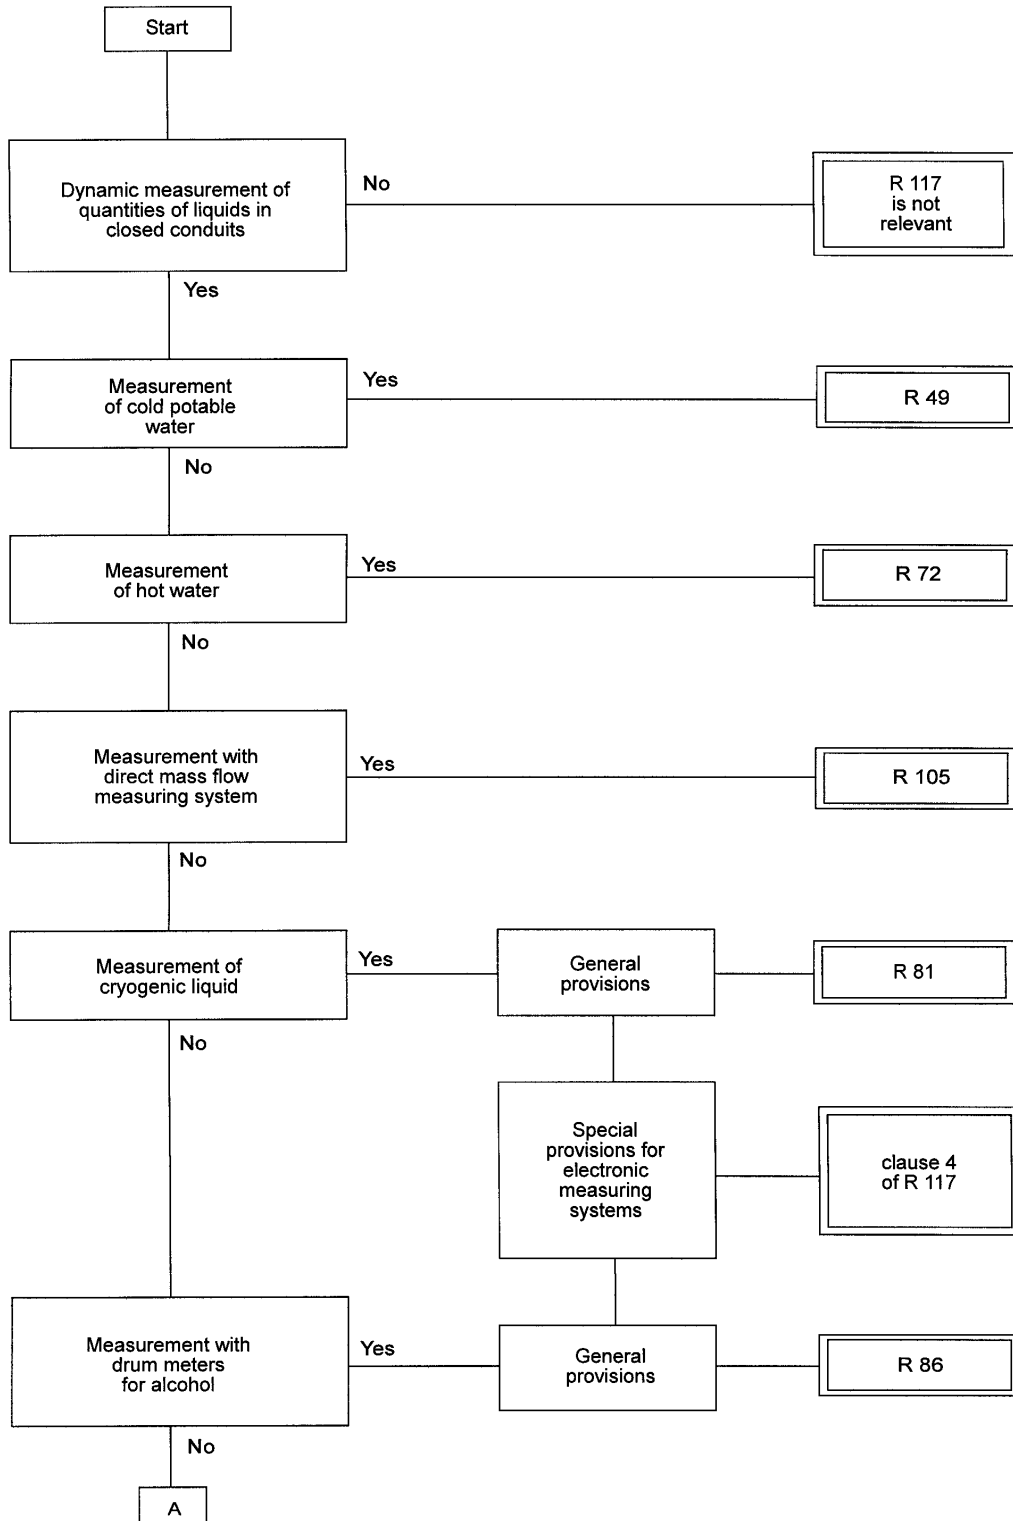 Start
Dynamic measurement of
quantities of liquids in
closed conduits
No
R 117
is not
relevant
Yes
Measurement
of cold potable
water
Yes
R 49
No
Measurement
of hot water
Yes
R 72
No
Measurement with
direct mass flow
measuring system
Yes
R 105
No
Measurement of
cryogenic liquid
Yes
General
provisions
R 81
No
Special
provisions for
electronic
measuring
systems
clause 4
of R 117
Measurement with
drum meters
for alcohol
Yes
General
provisions
R 86
No
A